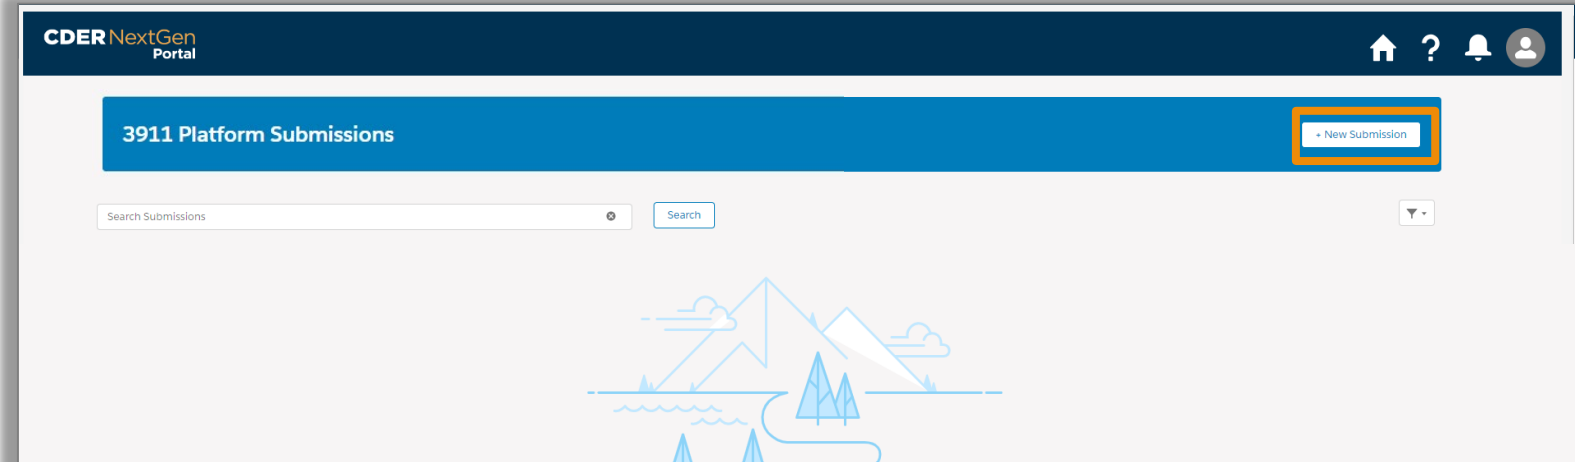 CDER NextGen
Portal
3911 Platform Submissions
+ New Submission
Search Submissions
Search